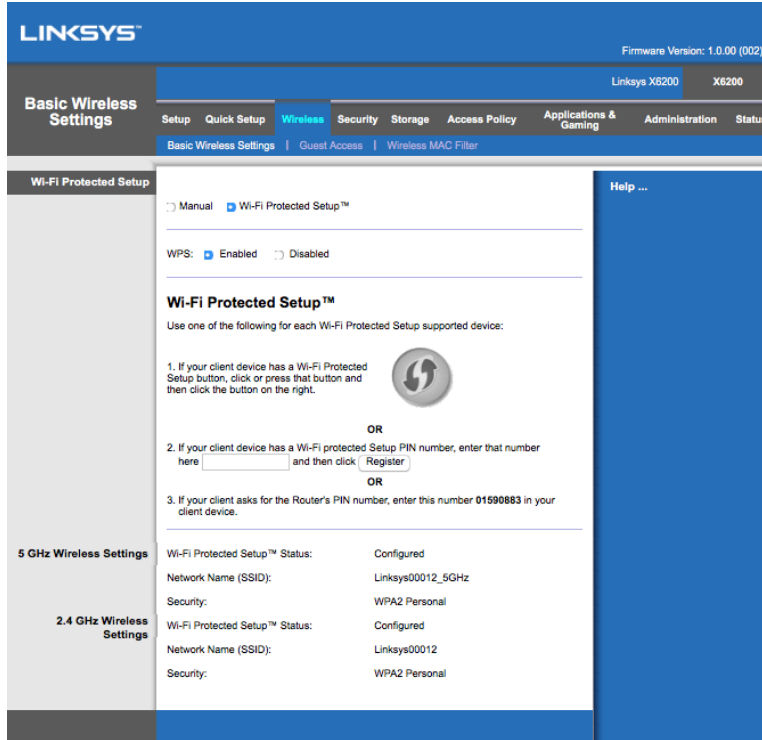 LINKSYS™
Firmware Version: 1.0.00 (002)
Linksys X6200 X6200
Basic Wireless
Settings
Setup Quick Setup Wireless Security Storage Access Policy Applications &
Gaming Administration Statu
Basic Wireless Settings | Guest Access | Wireless MAC Filter
Wi-Fi Protected Setup
Help ...
Manual Wi-Fi Protected Setup™
WPS: Enabled Disabled
Wi-Fi Protected Setup™
Use one of the following for each Wi-Fi Protected Setup supported device:
1. If your client device has a Wi-Fi Protected
Setup button, click or press that button and
then click the button on the right.
OR
2. If your client device has a Wi-Fi protected Setup PIN number, enter that number
here and then click Register
OR
3. If your client asks for the Router's PIN number, enter this number 01590883 in your
client device.
5 GHz Wireless Settings Wi-Fi Protected Setup™ Status: Configured
Network Name (SSID): Linksys00012_5GHz
Security: WPA2 Personal
2.4 GHz Wireless
Settings
Wi-Fi Protected Setup™ Status: Configured
Network Name (SSID): Linksys00012
Security: WPA2 Personal